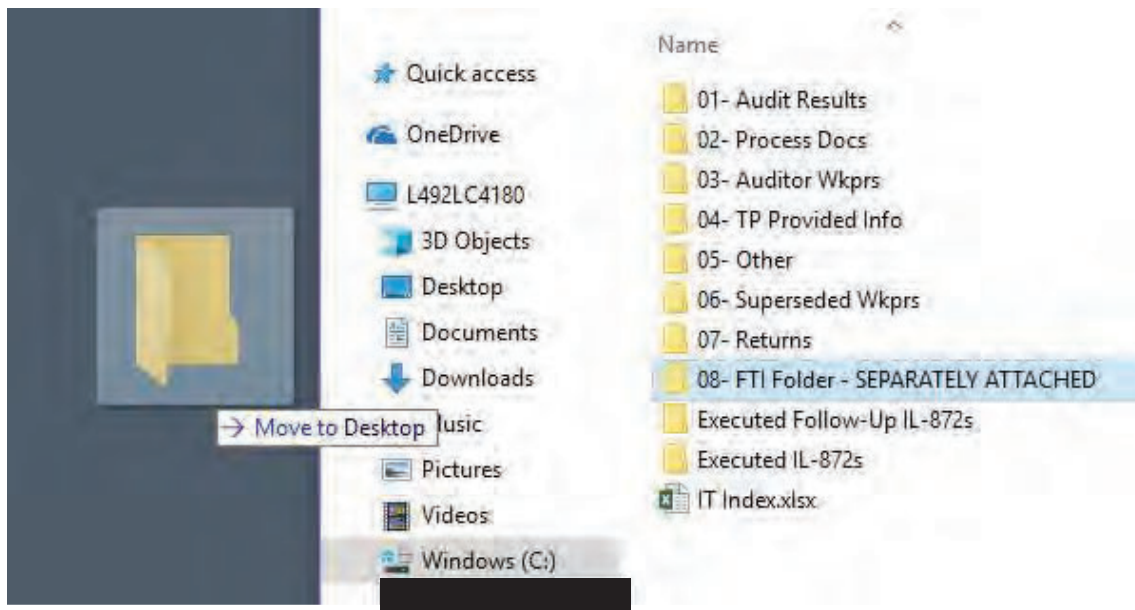 Quick access
OneDrive
L492LC4180
3D Objects
Desktop
Documents
Downloads
→ Move to Desktop usic
Pictures
Videos
Windows (C:)
Name
01- Audit Results
02- Process Docs
03- Auditor Wkprs
04- TP Provided Info
05- Other
06- Superseded Wkprs
07- Returns
08- FTI Folder - SEPARATELY ATTACHED
Executed Follow-Up IL-872s
Executed IL-872s
IT Index.xlsx